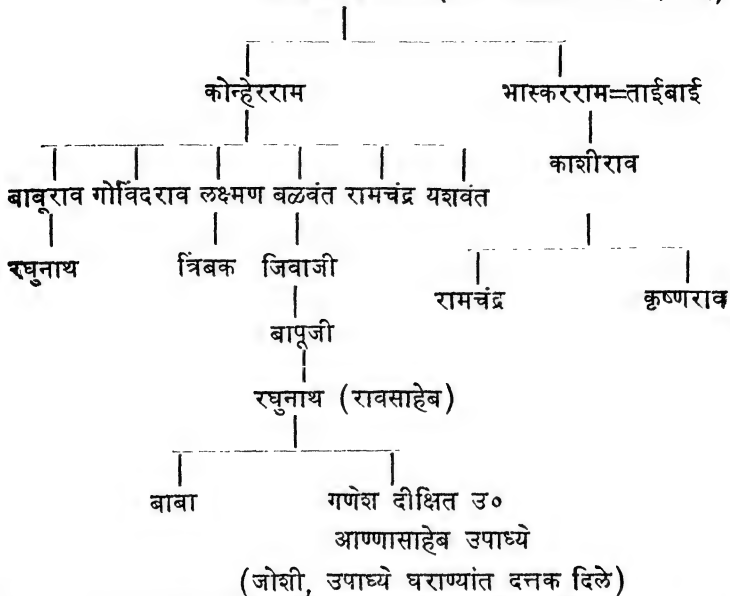 कोन्हेरराम भास्करराम=ताईबाई
काशीराव
बाबूराव गोविंदराव लक्ष्मण बळवंत रामचंद्र यशवंत
रघुनाथ त्रिंबक जिवाजी
रामचंद्र कृष्णराव
बापूजी
रघुनाथ (रावसाहेब)
बाबा गणेश दीक्षित उ०
आण्णासाहेब उपाध्ये
(जोशी, उपाध्ये घराण्यांत दत्तक दिले)